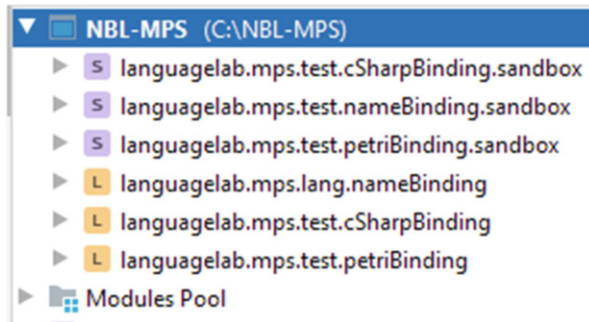 NBL-MPS (C:\NBL-MPS)
S languagelab.mps.test.cSharpBinding.sandbox
S languagelab.mps.test.nameBinding.sandbox
S languagelab.mps.test.petriBinding.sandbox
L languagelab.mps.lang.nameBinding
L languagelab.mps.test.cSharpBinding
L languagelab.mps.test.petriBinding
Modules Pool